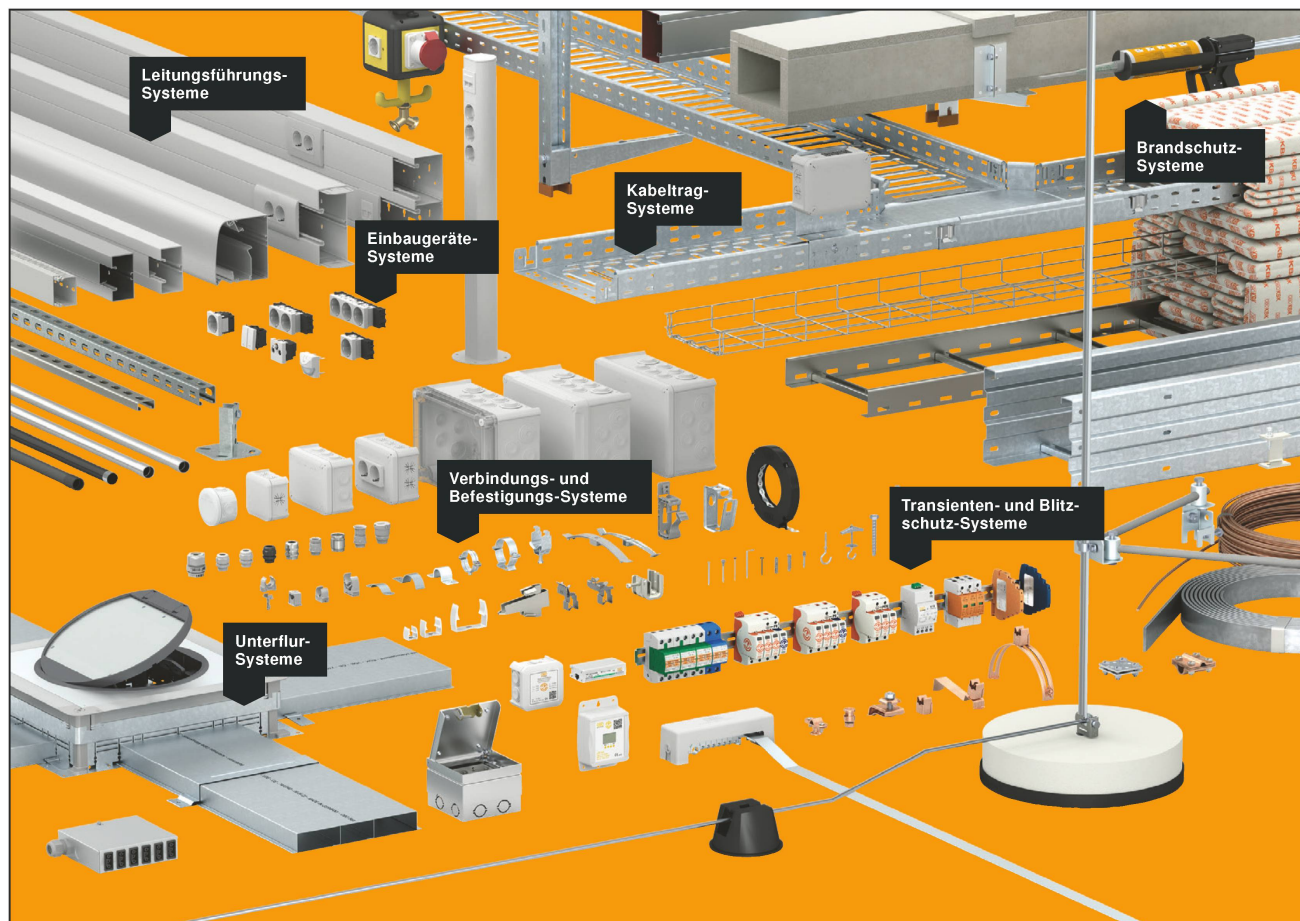 Leitungsführungs-
Systeme
Brandschutz-
Systeme
Kabeltrag-
Systeme
Einbaugeräte-
Systeme
Verbindungs- und
Befestigungs-Systeme
Transienten- und Blitz-
schutz-Systeme
Unterflur-
Systeme